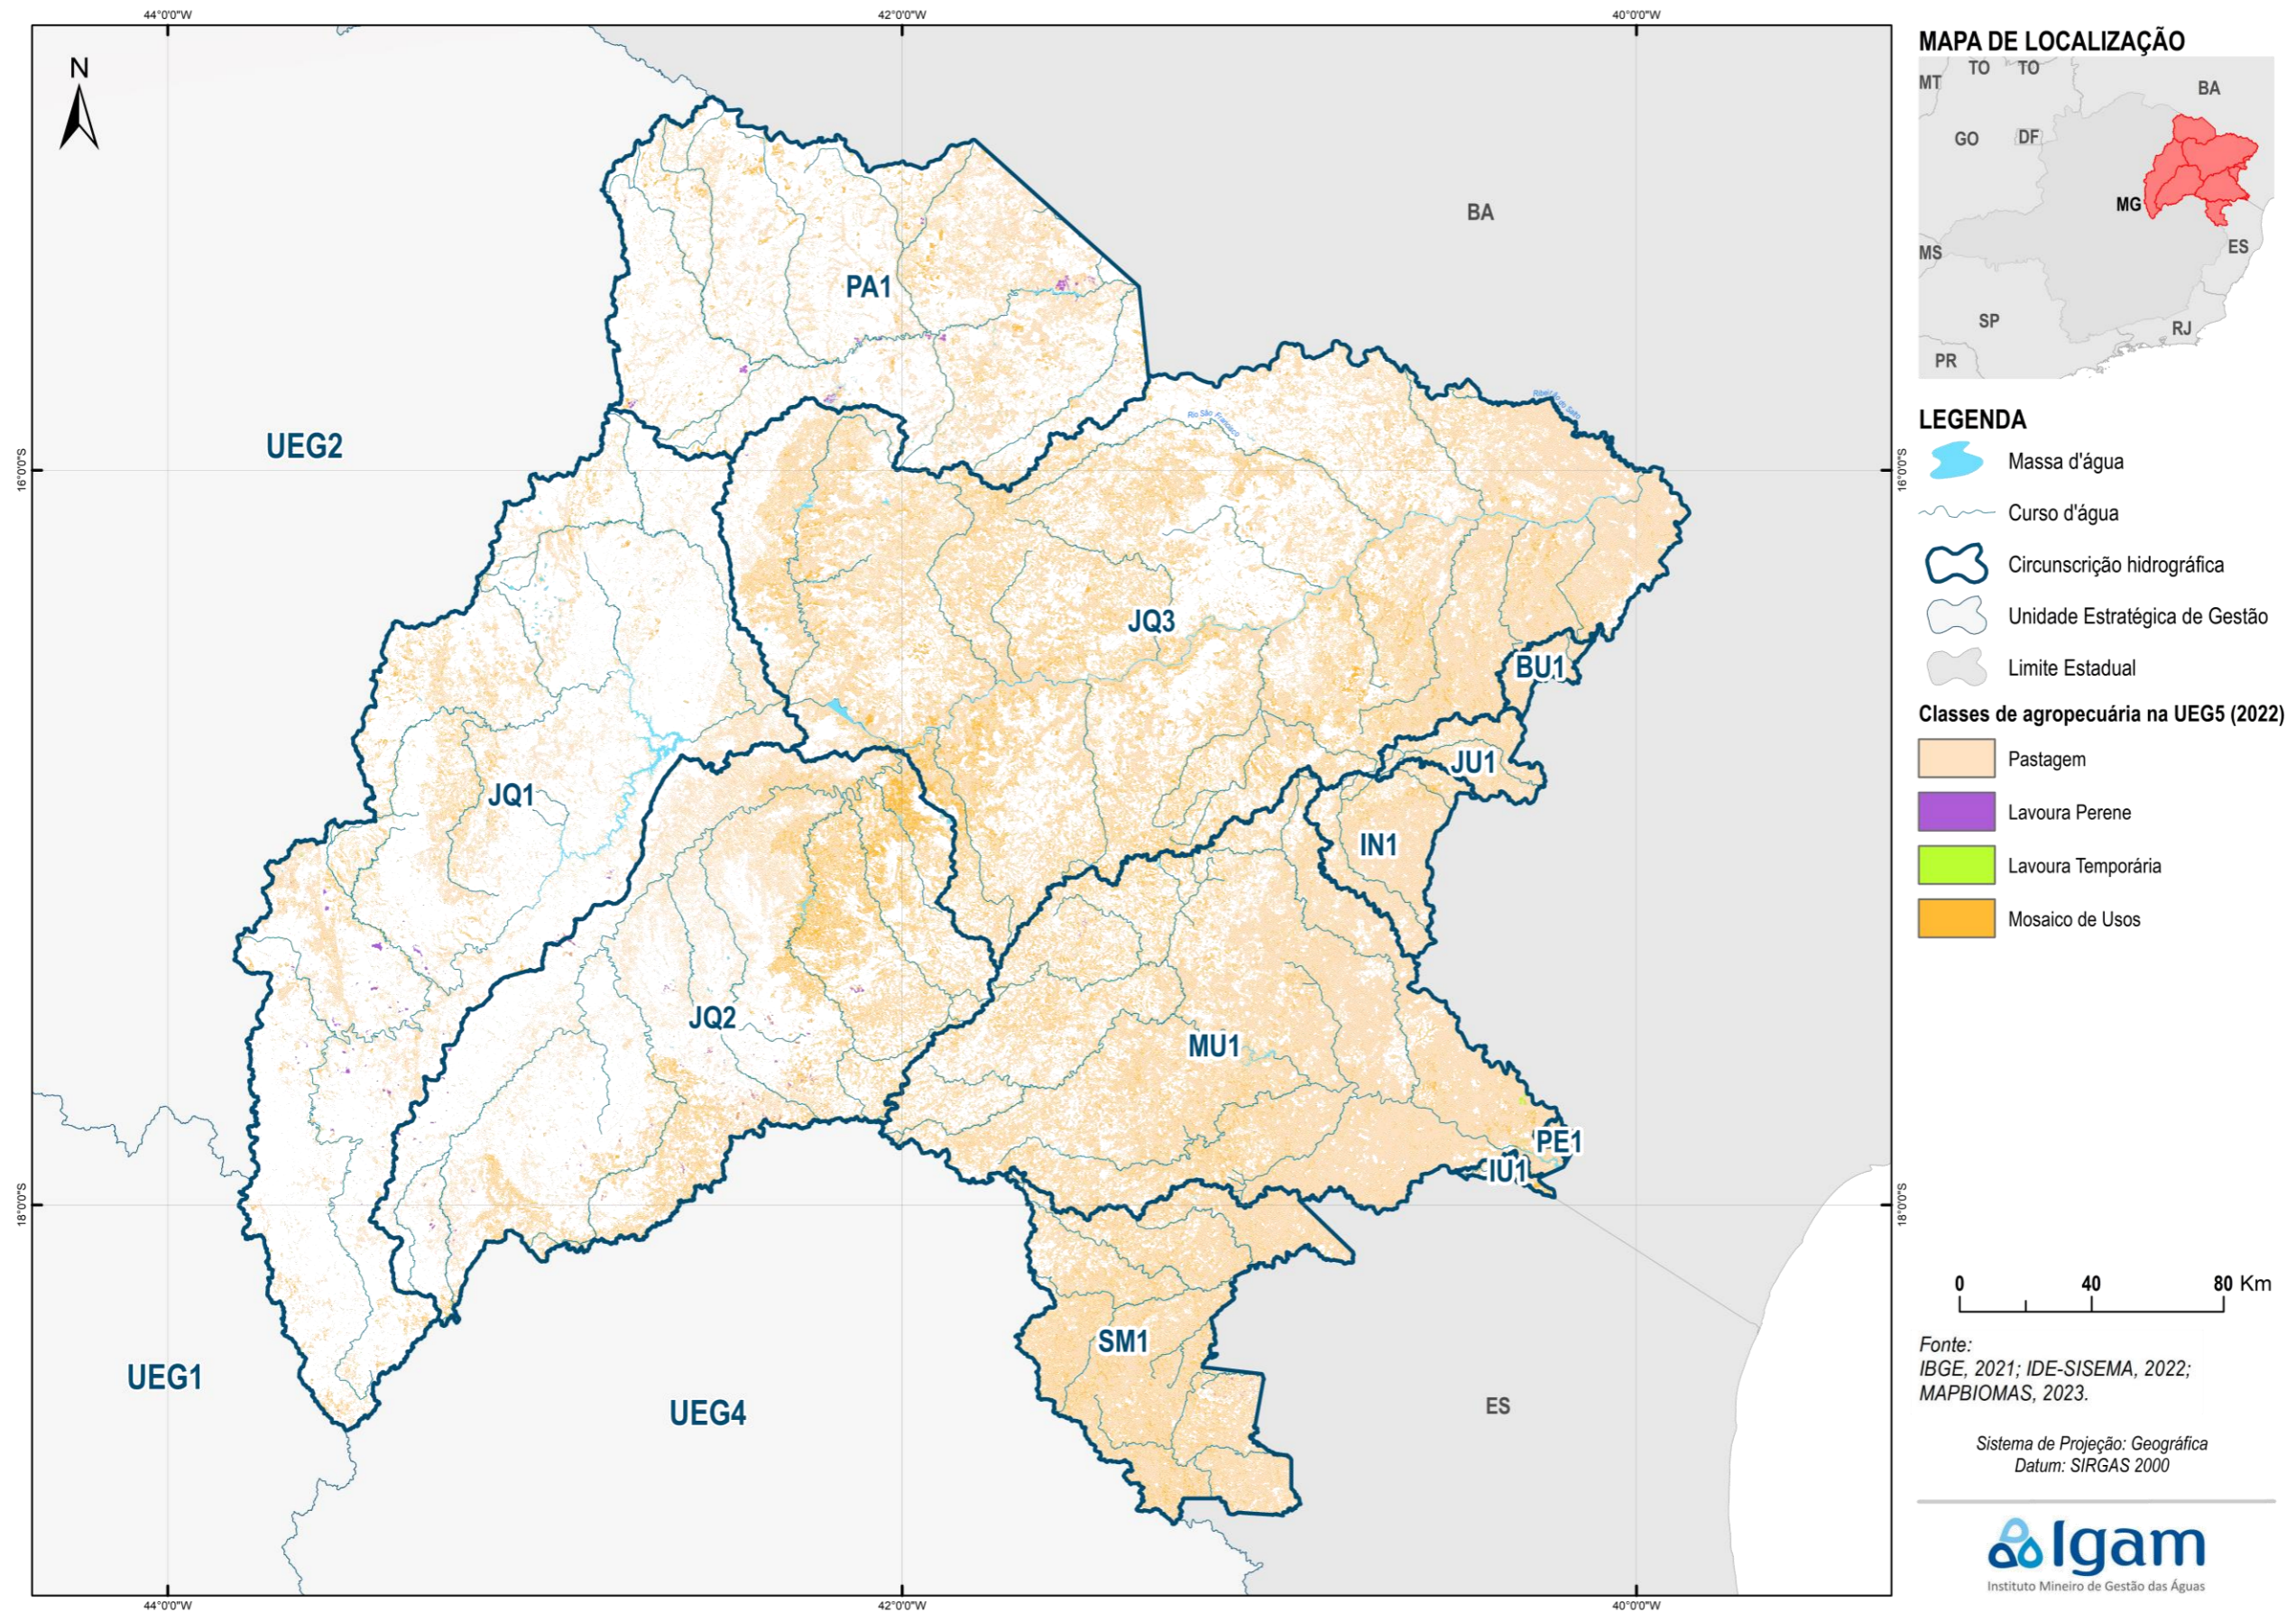 44°0'0"W
42°0'0"W
40°0'0"W
N
BA
PA1
UEG2
16°0'0"S
16°0'0"S
Rio São Francisco
Ribeirão do Salto
JQ3
BU1
JU1
JQ1
IN1
JQ2
MU1
PE1
IU1
18°0'0"S
18°0'0"S
SM1
UEG1
UEG4
ES
44°0'0"W
42°0'0"W
40°0'0"W
MAPA DE LOCALIZAÇÃO
MT
TO
TO
BA
GO
DF
MG
MS
ES
SP
RJ
PR
LEGENDA
Massa d'água
Curso d'água
Circunscrição hidrográfica
Unidade Estratégica de Gestão
Limite Estadual
Classes de agropecuária na UEG5 (2022)
Pastagem
Lavoura Perene
Lavoura Temporária
Mosaico de Usos
0 40 80 Km
Fonte:
IBGE, 2021; IDE-SISEMA, 2022;
MAPBIOMAS, 2023.
Sistema de Projeção: Geográfica
Datum: SIRGAS 2000
Igam
Instituto Mineiro de Gestão das Águas